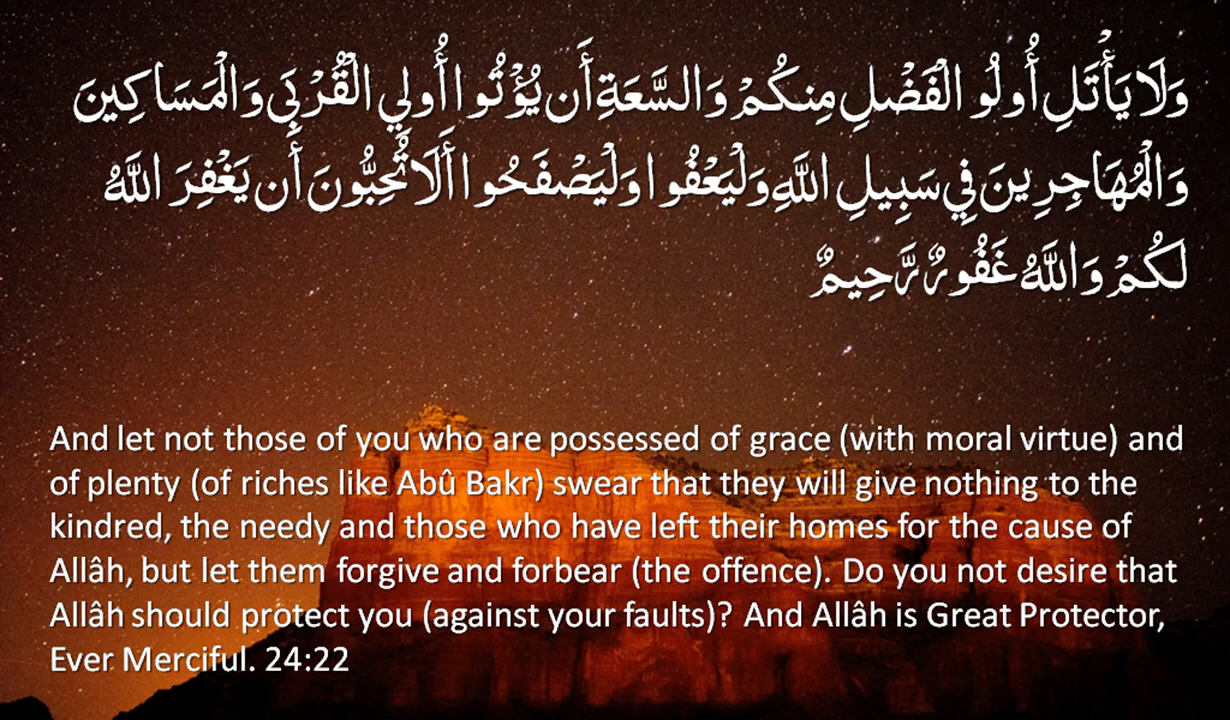 وَلَا يَأْتَلِ أُولُو الْفَضْلِ مِنكُمْ وَالسَّعَةِ أَن يُؤْتُوا أُولِي الْقُرْبَى وَالْمَسَاكِينَ
وَالْمُهَاجِرِينَ فِي سَبِيلِ اللَّهِ وَلْيَعْفُوا وَلْيَصْفَحُوا أَلَا تُحِبُّونَ أَن يَغْفِرَ اللَّهُ
لَكُمْ وَاللَّهُ غَفُورٌ رَّحِيمٌ
And let not those of you who are possessed of grace (with moral virtue) and
of plenty (of riches like Abû Bakr) swear that they will give nothing to the
kindred, the needy and those who have left their homes for the cause of
Allâh, but let them forgive and forbear (the offence). Do you not desire that
Allâh should protect you (against your faults)? And Allâh is Great Protector,
Ever Merciful. 24:22